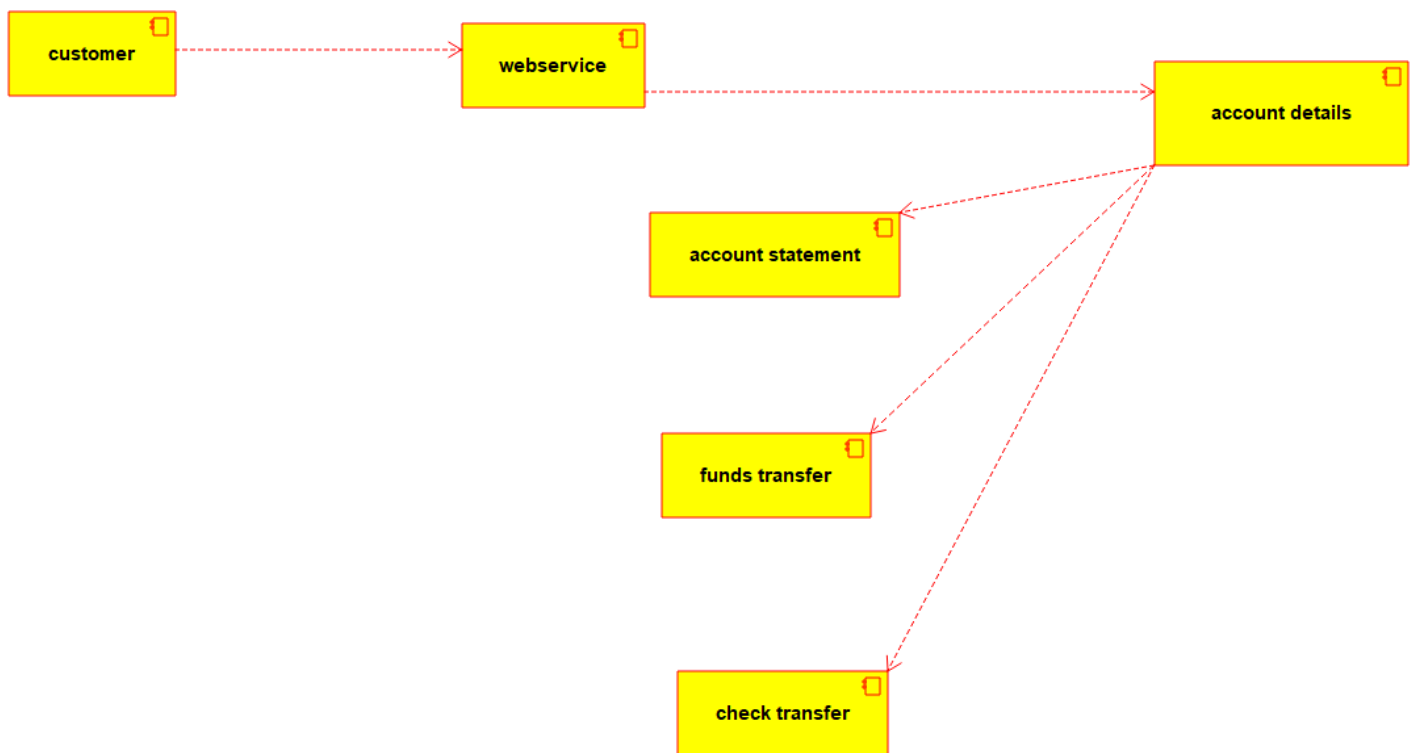 customer
webservice
account details
account statement
funds transfer
check transfer